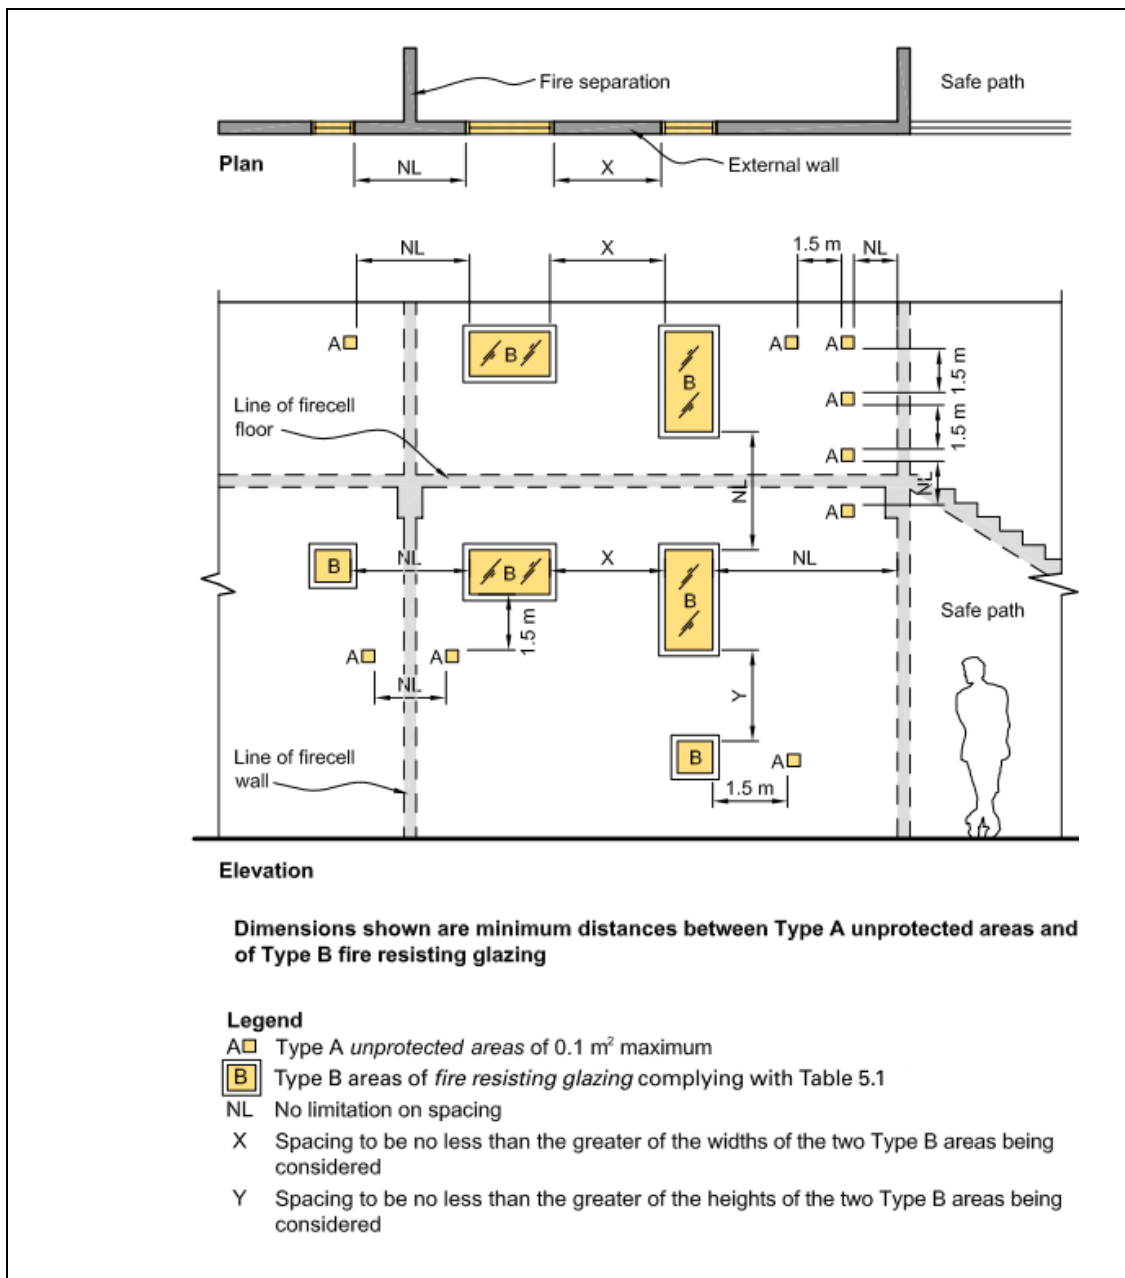 Fire separation
Safe path
Plan
NL
X
External wall
NL
X
1.5 m
NL
A
B
B
A
A
1.5 m
A
1.5 m
Line of firecell
floor
A
NL
NL
A
B
NL
B
X
B
NL
1.5 m
Safe path
A
A
NL
Y
Line of firecell
wall
B
A
1.5 m
Elevation
Dimensions shown are minimum distances between Type A unprotected areas and
of Type B fire resisting glazing
Legend
A Type A unprotected areas of 0.1 m² maximum
B Type B areas of fire resisting glazing complying with Table 5.1
NL No limitation on spacing
X Spacing to be no less than the greater of the widths of the two Type B areas being
considered
Y Spacing to be no less than the greater of the heights of the two Type B areas being
considered